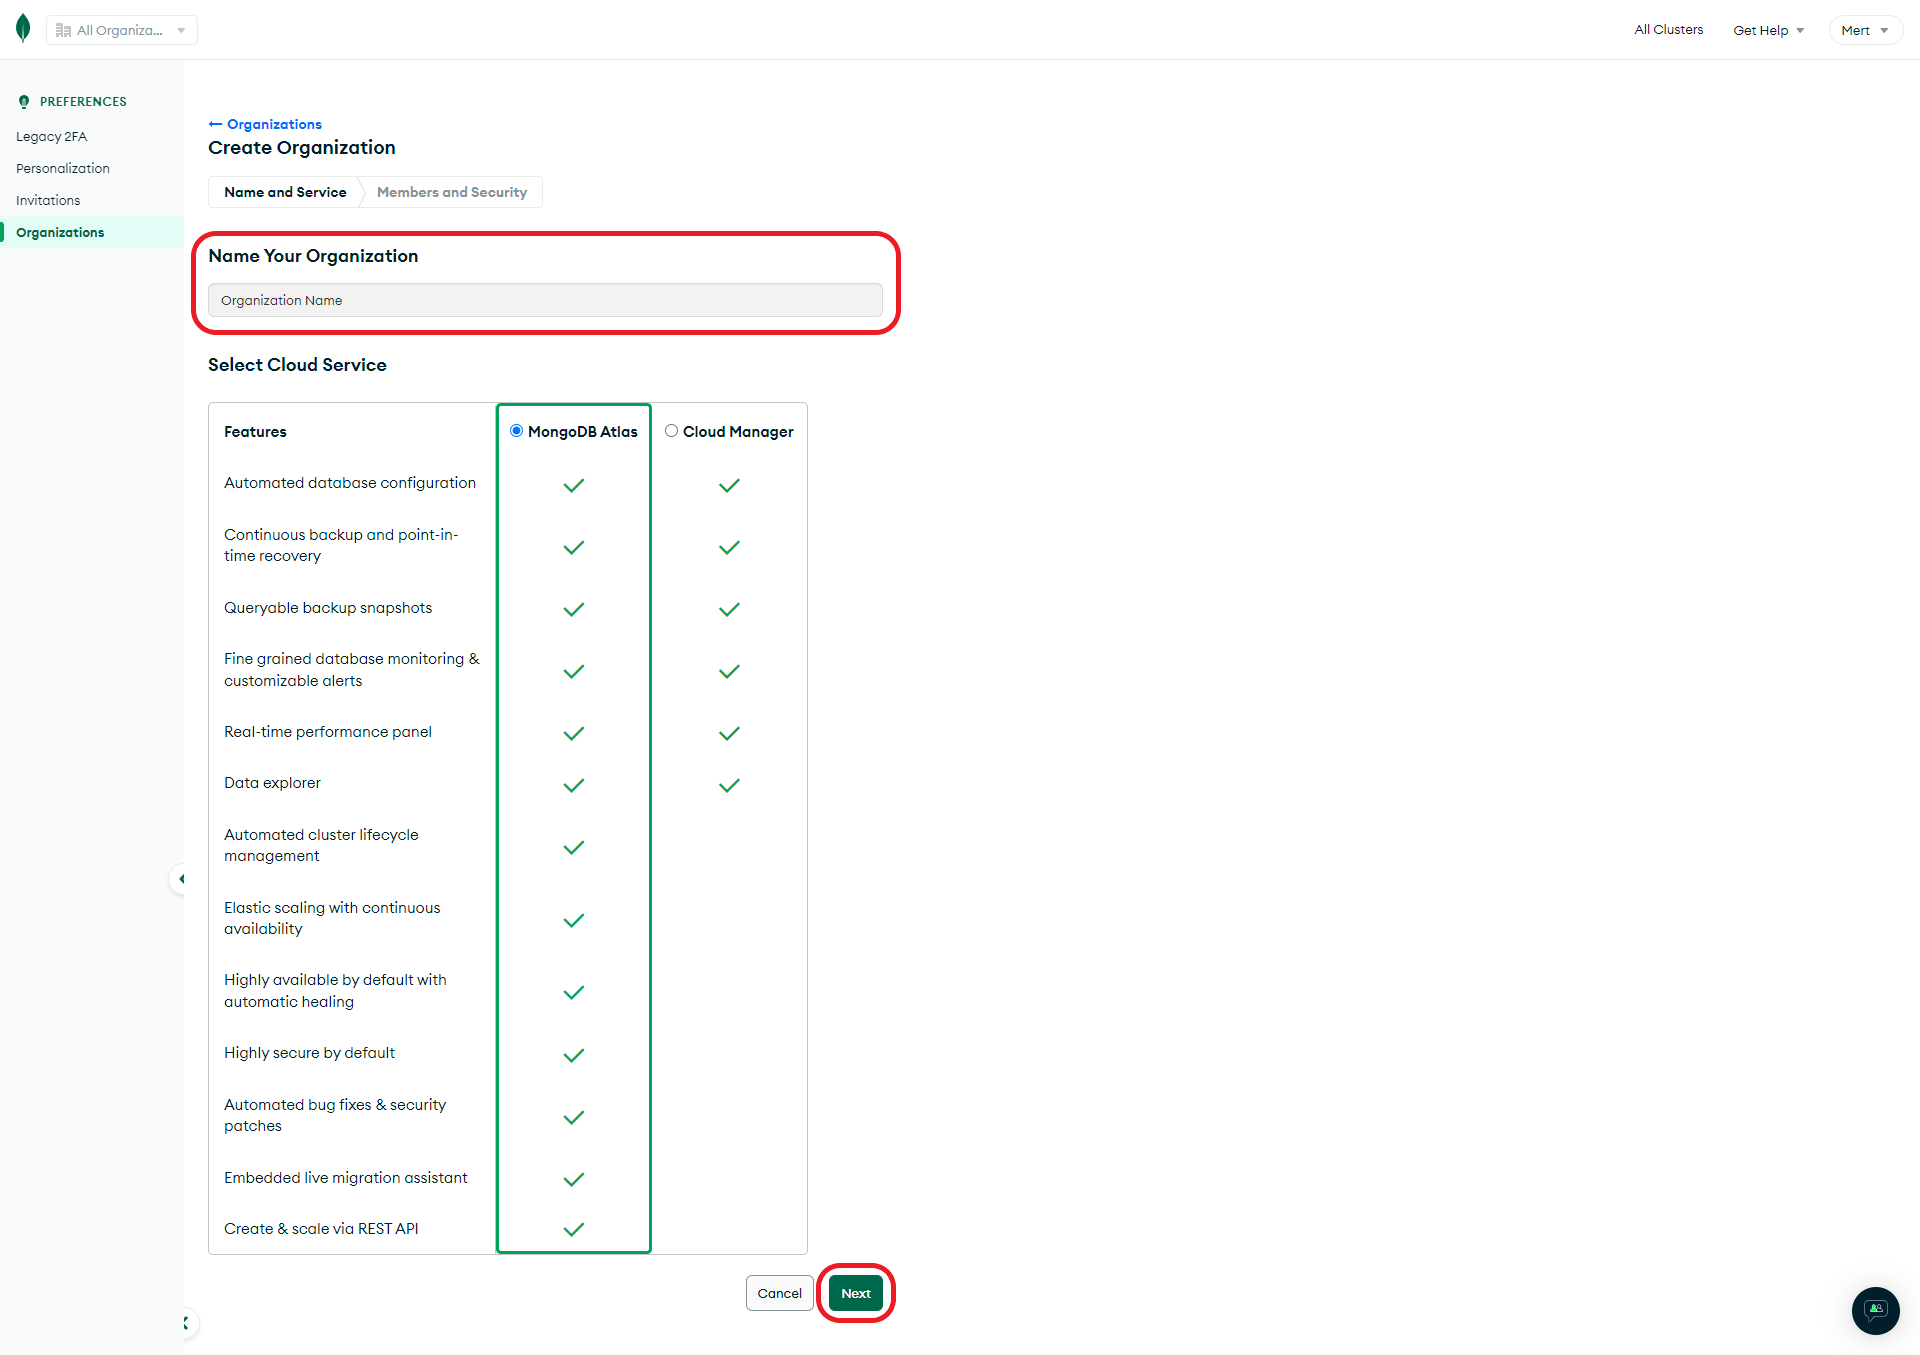 All Organiza...
All Clusters
Get Help
Mert
PREFERENCES
Legacy 2FA
Personalization
Invitations
Organizations
← Organizations
Create Organization
Name and Service
Members and Security
Name Your Organization
Organization Name
Select Cloud Service
Features
MongoDB Atlas
Cloud Manager
Automated database configuration
Continuous backup and point-in-
time recovery
Queryable backup snapshots
Fine grained database monitoring &
customizable alerts
Real-time performance panel
Data explorer
Automated cluster lifecycle
management
Elastic scaling with continuous
availability
Highly available by default with
automatic healing
Highly secure by default
Automated bug fixes & security
patches
Embedded live migration assistant
Create & scale via REST API
Cancel
Next